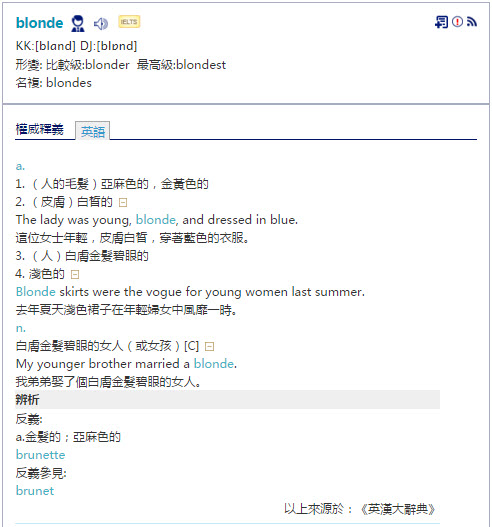 blonde IELTS
KK:[bland] DJ:[blɒnd]
形變: 比較級:blonder 最高級:blondest
名複: blondes
權威釋義 英語
a.
1. （人的毛髮）亞麻色的，金黃色的
2. （皮膚）白皙的
The lady was young, blonde, and dressed in blue.
這位女士年輕，皮膚白皙，穿著藍色的衣服。
3. （人）白膚金髮碧眼的
4. 淺色的
Blonde skirts were the vogue for young women last summer.
去年夏天淺色裙子在年輕婦女中風靡一時。
n.
白膚金髮碧眼的女人（或女孩）[C]
My younger brother married a blonde.
我弟弟娶了個白膚金髮碧眼的女人。
辨析
反義:
a.金髮的；亞麻色的
brunette
反義參見:
brunet
以上來源於：《英漢大辭典》